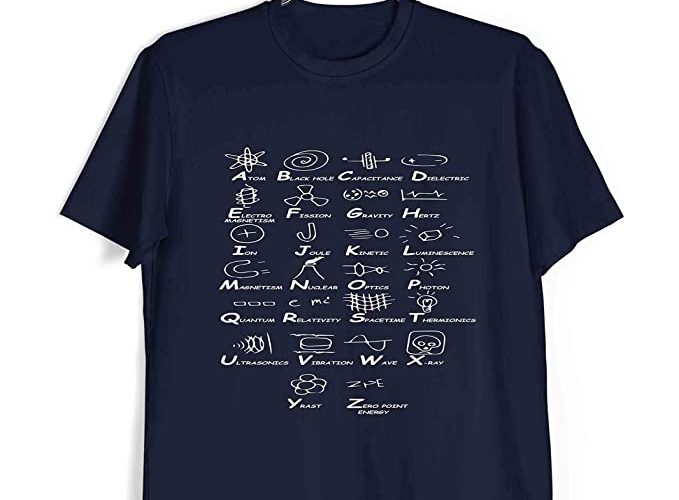 ATOM BLACK HOLE CAPACITANCE DIELECTRIC
ELECTRO MAGNETISM FISSION GRAVITY HERTZ
ION JOULE KINETIC LUMINESCENCE
MAGNETISM NUCLEAR OPTICS PHOTON
e mc²
QUANTUM RELATIVITY SPACETIME THERMIONICS
ULTRASONICS VIBRATION WAVE X-RAY
ZPE
YRAST ZERO POINT
ENERGY